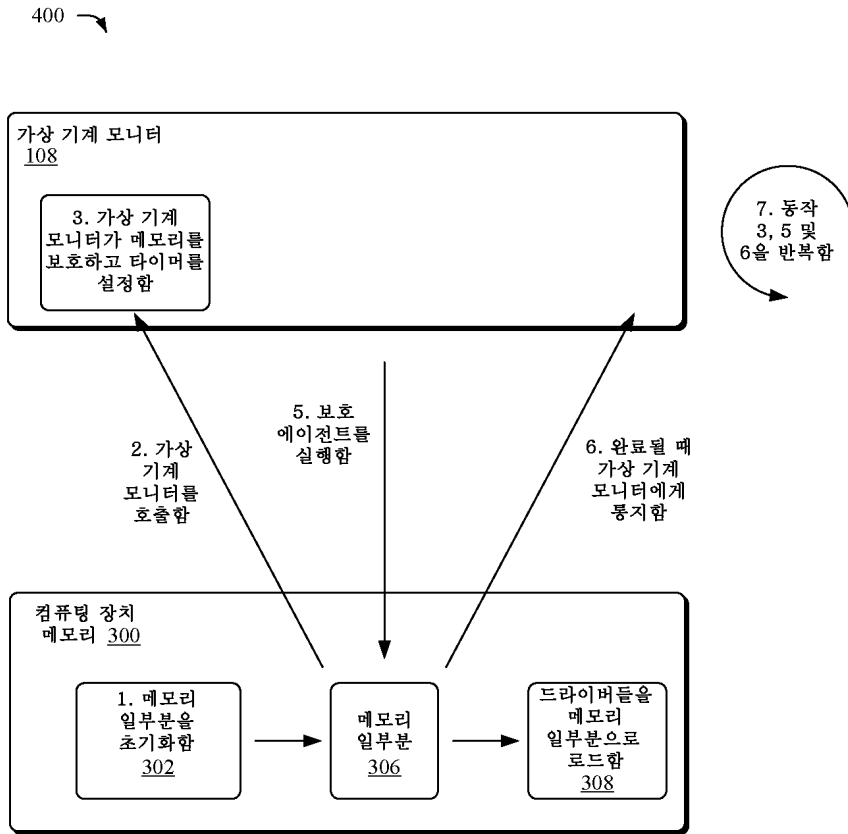 400
가상 기계 모니터
108
3. 가상 기계
모니터가 메모리를
보호하고 타이머를
설정함
7. 동작
3, 5 및
6을 반복함
2. 가상
기계
모니터를
호출함
5. 보호
에이전트를
실행함
6. 완료될 때
가상 기계
모니터에게
통지함
컴퓨팅 장치
메모리 300
1. 메모리
일부분을
초기화함
302
메모리
일부분
306
드라이버들을
메모리
일부분으로
로드함
308